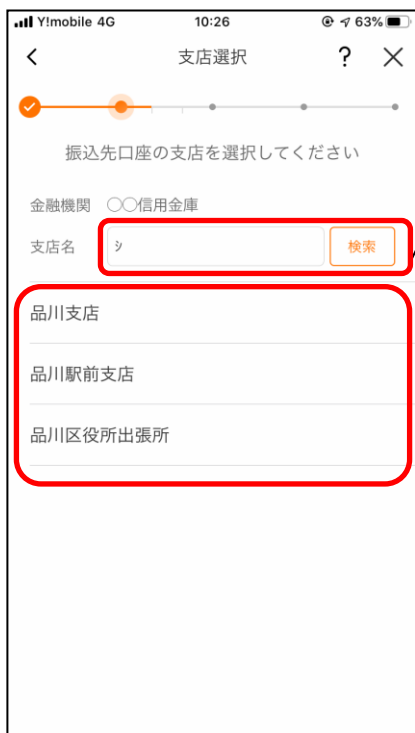 Y!mobile 4G 10:26 63%
支店選択 ?
振込先口座の支店を選択してください
金融機関 〇〇信用金庫
支店名 ｼ 検索
品川支店
品川駅前支店
品川区役所出張所